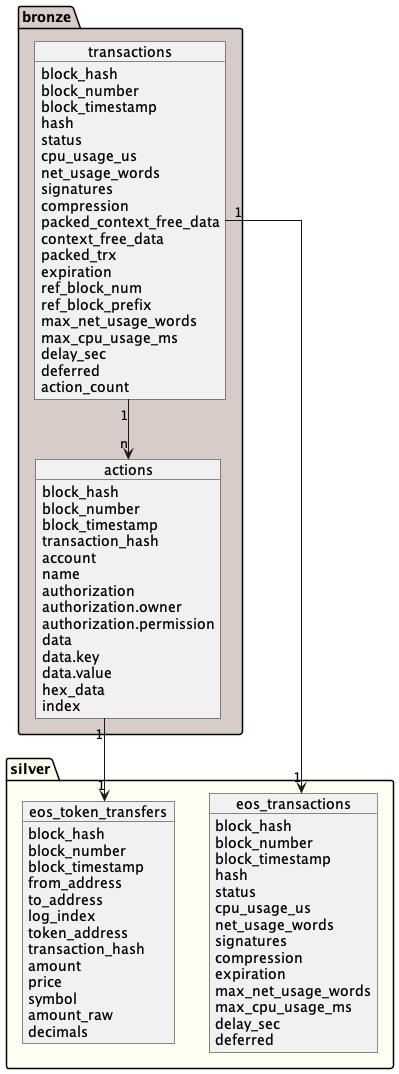 bronze
transactions
block_hash
block_number
block_timestamp
hash
status
cpu_usage_us
net_usage_words
signatures
compression
packed_context_free_data
context_free_data
packed_trx
expiration
ref_block_num
ref_block_prefix
max_net_usage_words
max_cpu_usage_ms
delay_sec
deferred
action_count
1
1
n
actions
block_hash
block_number
block_timestamp
transaction_hash
account
name
authorization
authorization.owner
authorization.permission
data
data.key
data.value
hex_data
index
1
1
1
silver
eos_token_transfers
block_hash
block_number
block_timestamp
from_address
to_address
log_index
token_address
transaction_hash
amount
price
symbol
amount_raw
decimals
eos_transactions
block_hash
block_number
block_timestamp
hash
status
cpu_usage_us
net_usage_words
signatures
compression
expiration
max_net_usage_words
max_cpu_usage_ms
delay_sec
deferred